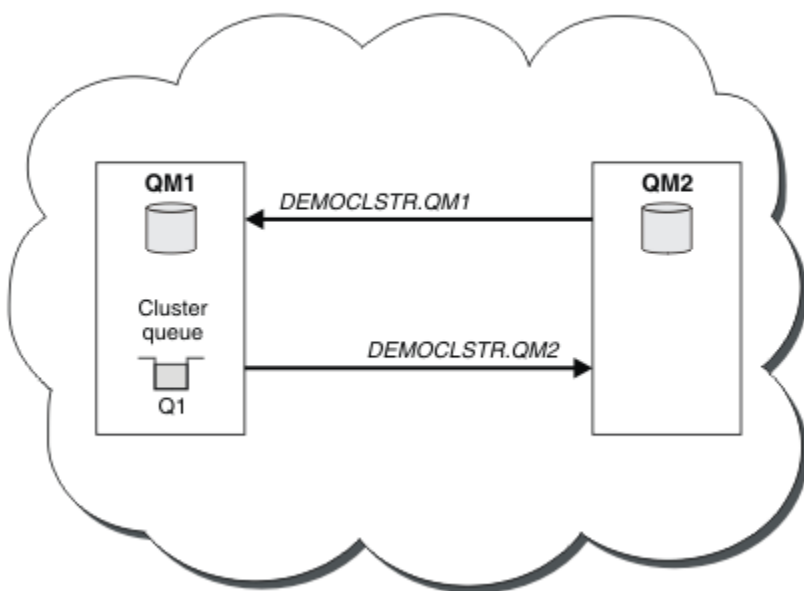 QM1
QM2
DEMOCLSTR.QM1
Cluster
queue
DEMOCLSTR.QM2
Q1